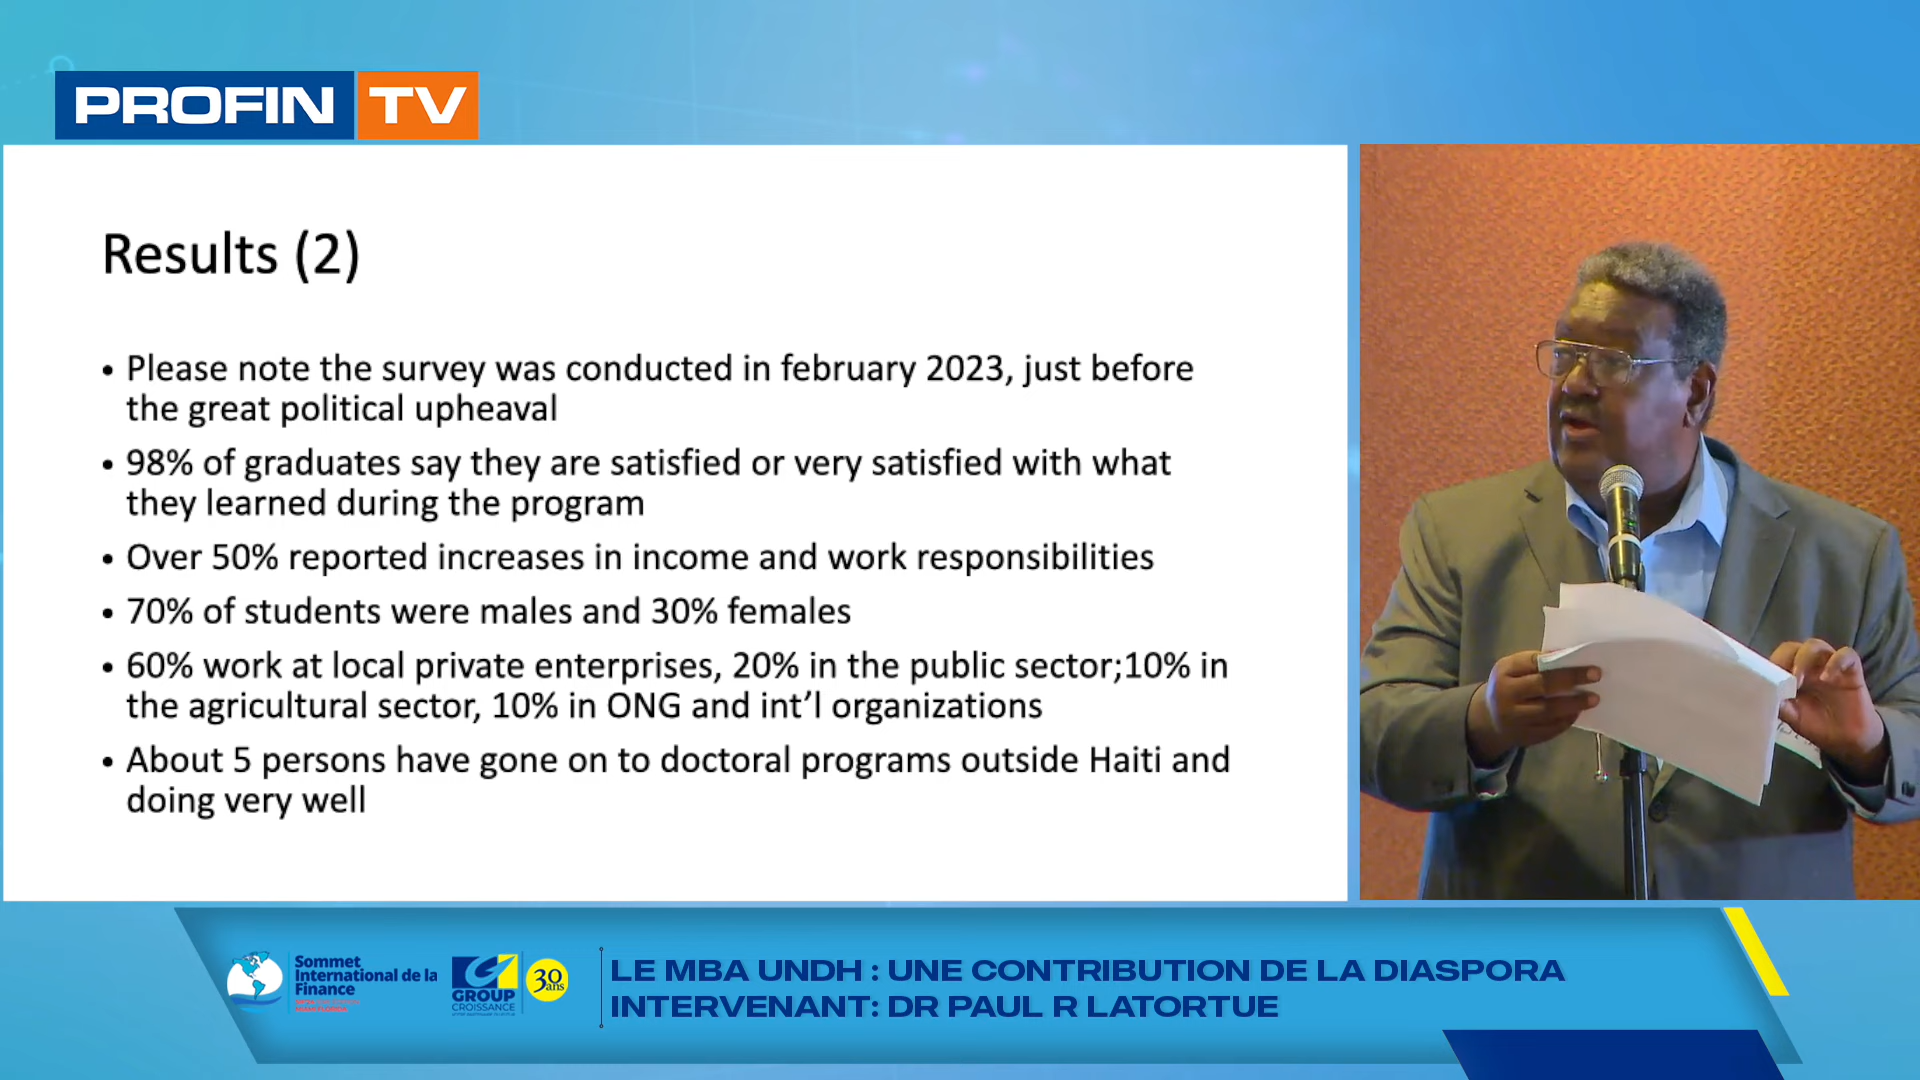 PROFIN TV
Results (2)
• Please note the survey was conducted in february 2023, just before
the great political upheaval
• 98% of graduates say they are satisfied or very satisfied with what
they learned during the program
• Over 50% reported increases in income and work responsibilities
• 70% of students were males and 30% females
• 60% work at local private enterprises, 20% in the public sector;10% in
the agricultural sector, 10% in ONG and int'l organizations
• About 5 persons have gone on to doctoral programs outside Haiti and
doing very well
Sommet
International de la
Finance
GROUP
CROISSANCE
30
ans
LE MBA UNDH : UNE CONTRIBUTION DE LA DIASPORA
INTERVENANT: DR PAUL R LATORTUE